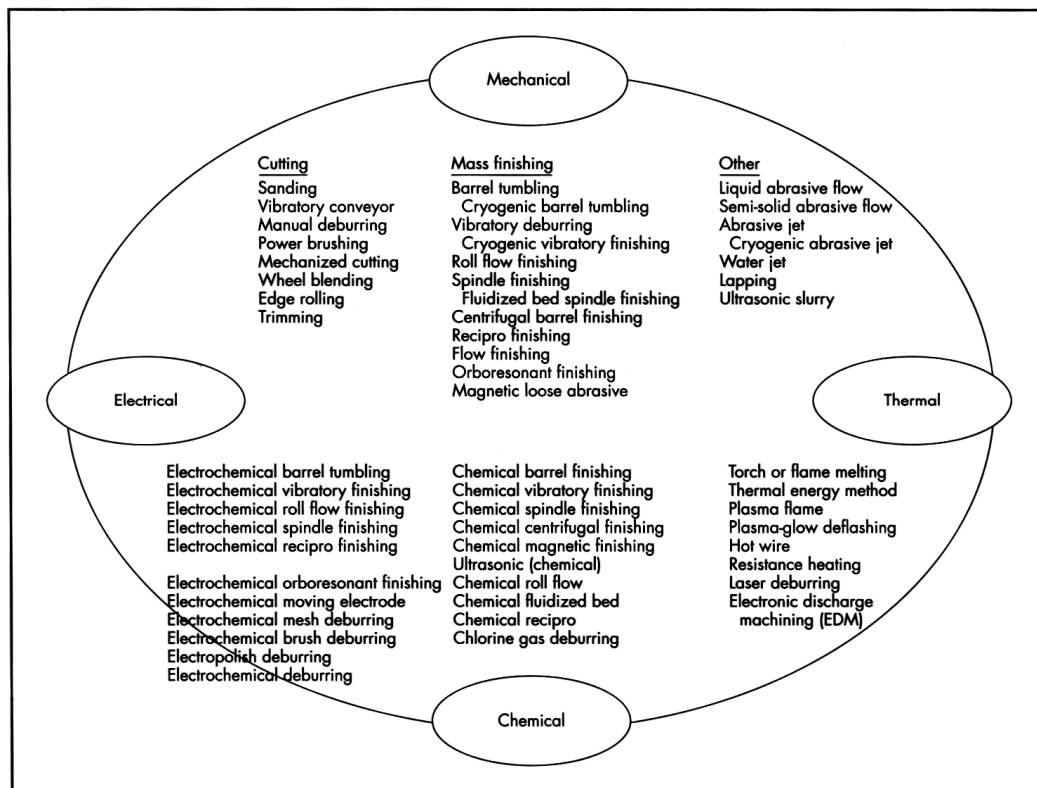 Mechanical
Cutting
Sanding
Vibratory conveyor
Manual deburring
Power brushing
Mechanized cutting
Wheel blending
Edge rolling
Trimming
Mass finishing
Barrel tumbling
Cryogenic barrel tumbling
Vibratory deburring
Cryogenic vibratory finishing
Roll flow finishing
Spindle finishing
Fluidized bed spindle finishing
Centrifugal barrel finishing
Recipro finishing
Flow finishing
Orboresonant finishing
Magnetic loose abrasive
Other
Liquid abrasive flow
Semi-solid abrasive flow
Abrasive jet
Cryogenic abrasive jet
Water jet
Lapping
Ultrasonic slurry
Electrical
Thermal
Electrochemical barrel tumbling
Electrochemical vibratory finishing
Electrochemical roll flow finishing
Electrochemical spindle finishing
Electrochemical recipro finishing
Electrochemical orboresonant finishing
Electrochemical moving electrode
Electrochemical mesh deburring
Electrochemical brush deburring
Electropolish deburring
Electrochemical deburring
Chemical barrel finishing
Chemical vibratory finishing
Chemical spindle finishing
Chemical centrifugal finishing
Chemical magnetic finishing
Ultrasonic (chemical)
Chemical roll flow
Chemical fluidized bed
Chemical recipro
Chlorine gas deburring
Torch or flame melting
Thermal energy method
Plasma flame
Plasma-glow deflashing
Hot wire
Resistance heating
Laser deburring
Electronic discharge
machining (EDM)
Chemical